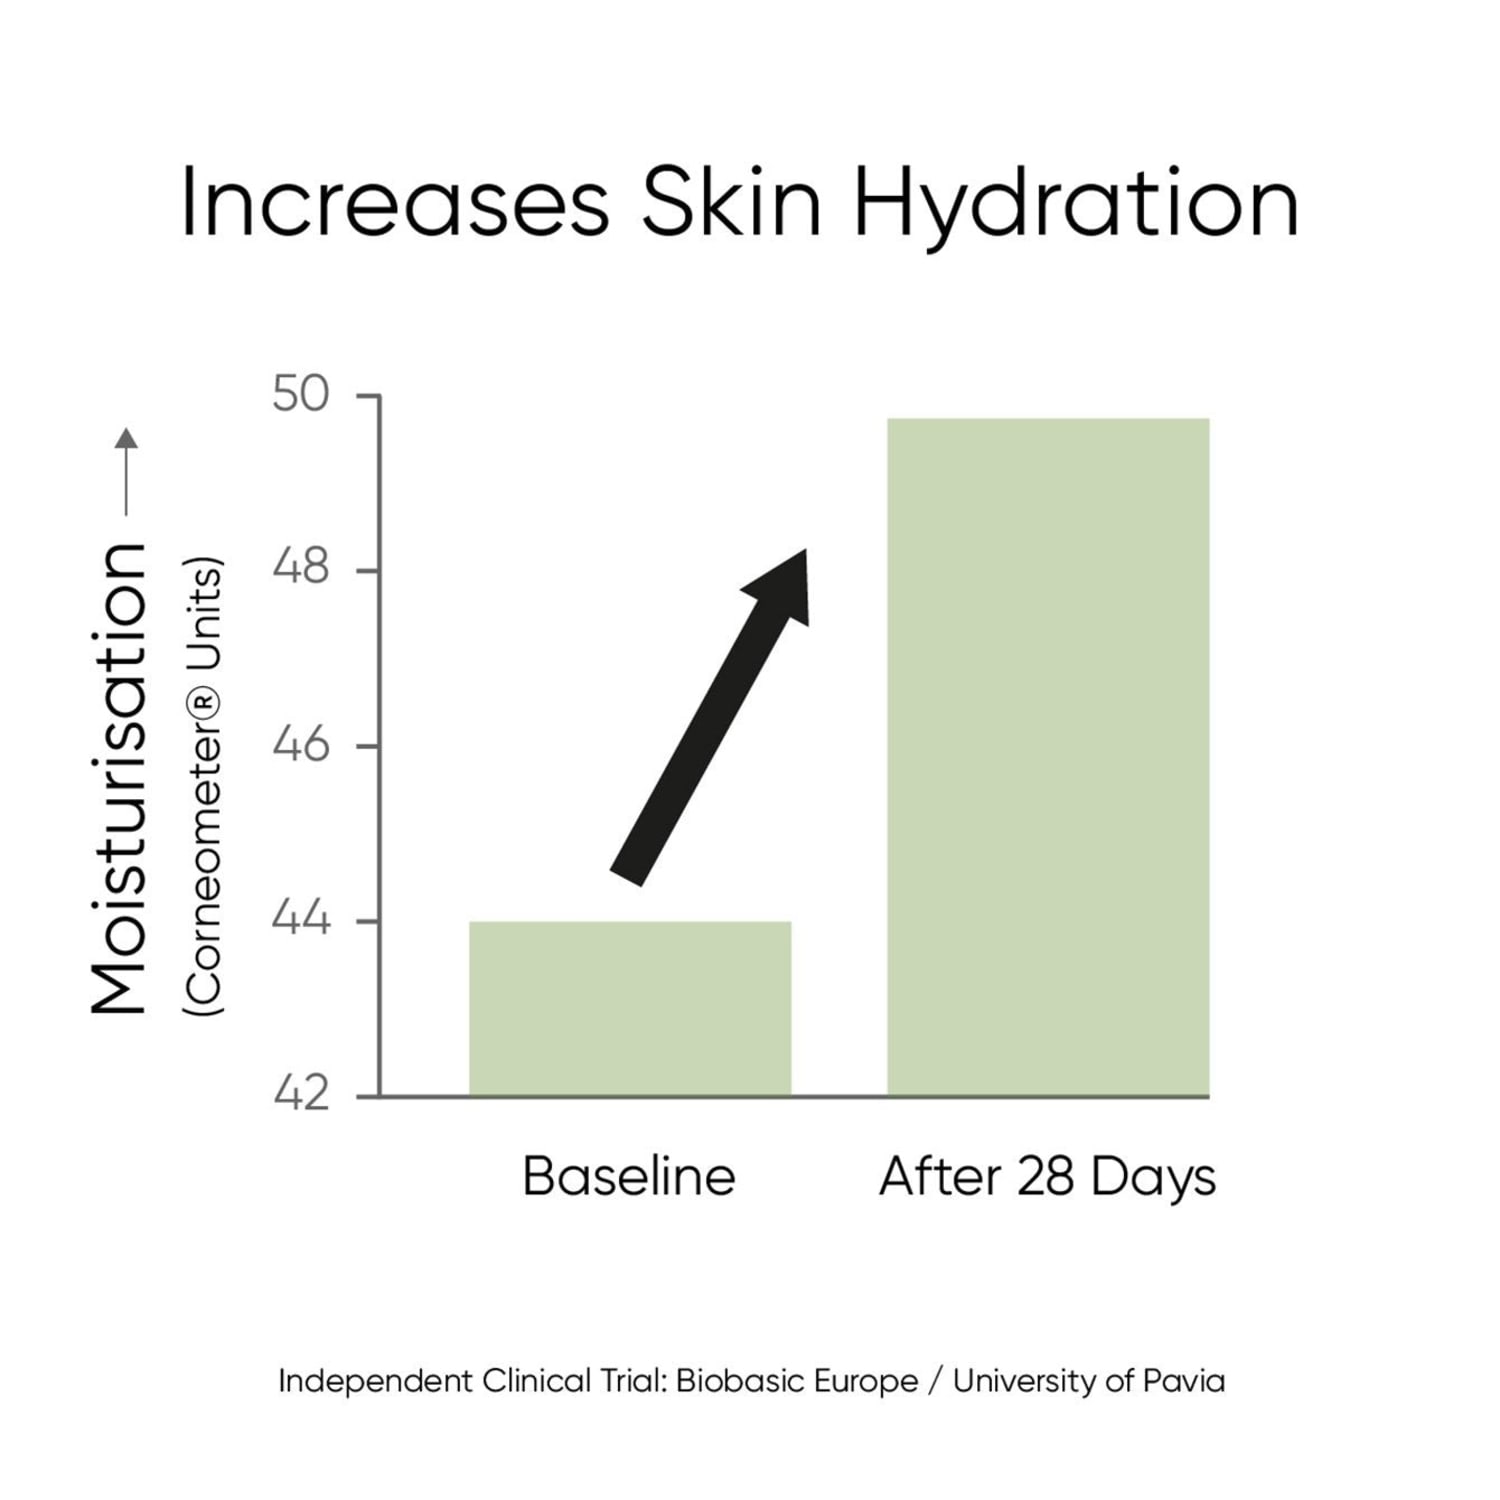 Increases Skin Hydration
Moisturisation
(Corneometer® Units)
50
48
46
44
42
Baseline
After 28 Days
Independent Clinical Trial: Biobasic Europe / University of Pavia